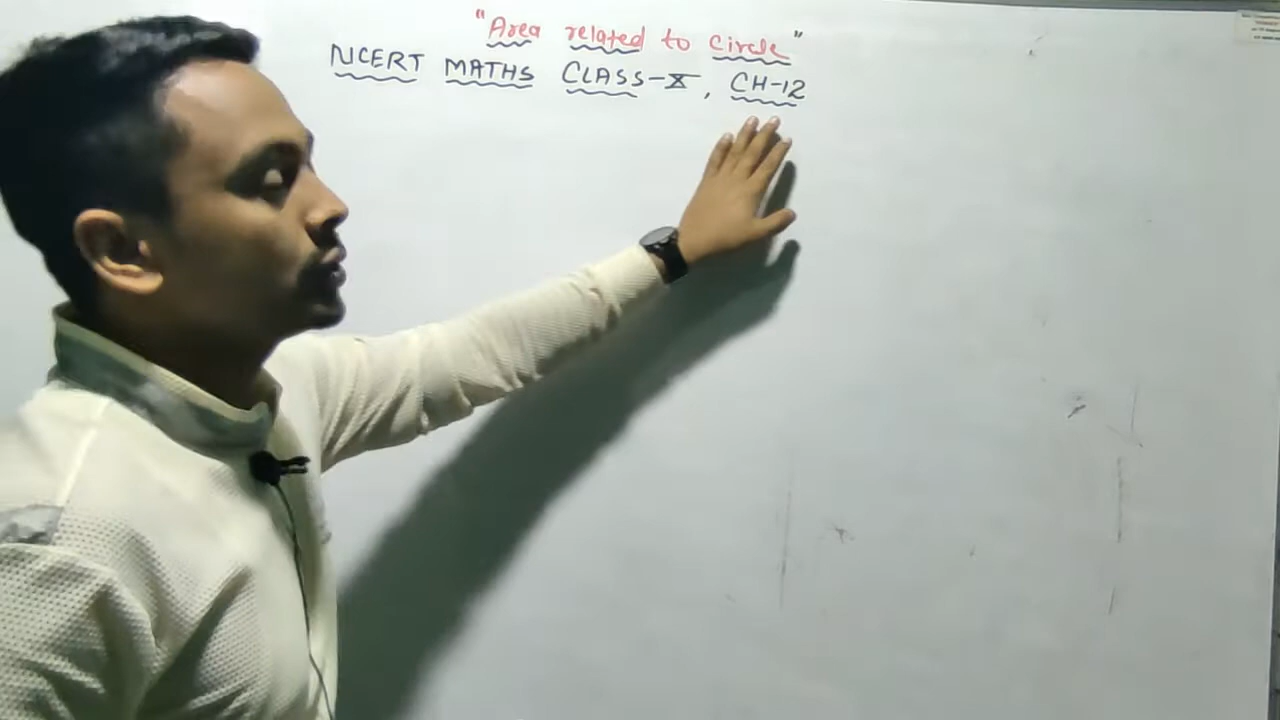 "Area related to Circle"
NCERT MATHS CLASS-X, CH-12